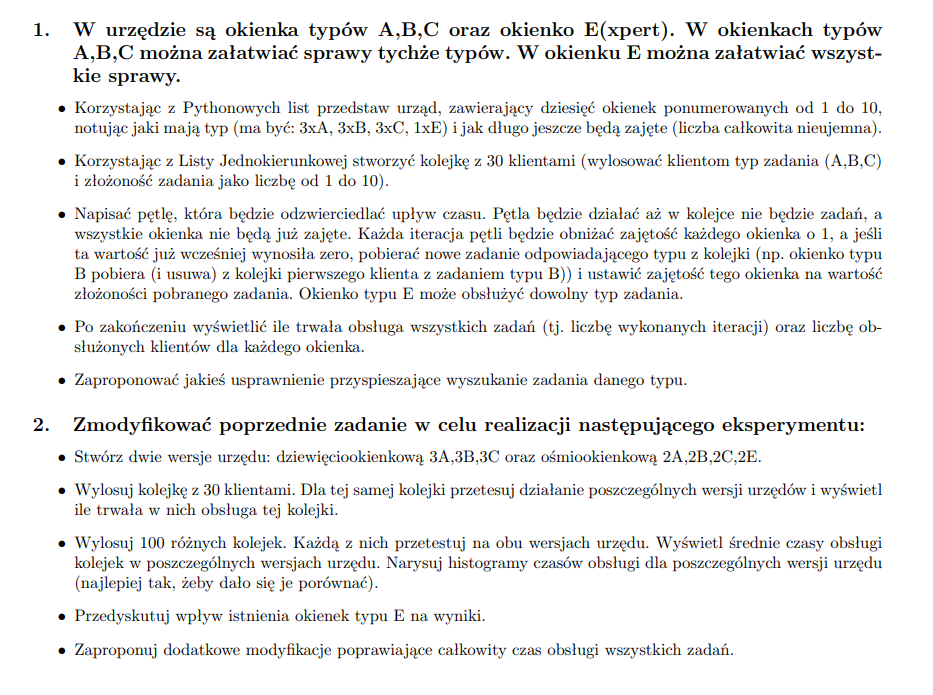 1. W urzędzie są okienka typów A,B,C oraz okienko E(xpert). W okienkach typów
A,B,C można załatwiać sprawy tychże typów. W okienku E można załatwiać wszyst-
kie sprawy.
• Korzystając z Pythonowych list przedstaw urząd, zawierający dziesięć okienek ponumerowanych od 1 do 10,
notując jaki mają typ (ma być: 3xA, 3xB, 3xC, 1xE) i jak długo jeszcze będą zajęte (liczba całkowita nieujemna).
• Korzystając z Listy Jednokierunkowej stworzyć kolejkę z 30 klientami (wylosować klientom typ zadania (A,B,C)
i złożoność zadania jako liczbę od 1 do 10).
• Napisać pętlę, która będzie odzwierciedlać upływ czasu. Pętla będzie działać aż w kolejce nie będzie zadań, a
wszystkie okienka nie będą już zajęte. Każda iteracja pętli będzie obniżać zajętość każdego okienka o 1, a jeśli
ta wartość już wcześniej wynosiła zero, pobierać nowe zadanie odpowiadającego typu z kolejki (np. okienko typu
B pobiera (i usuwa) z kolejki pierwszego klienta z zadaniem typu B)) i ustawić zajętość tego okienka na wartość
złożoności pobranego zadania. Okienko typu E może obsłużyć dowolny typ zadania.
• Po zakończeniu wyświetlić ile trwała obsługa wszystkich zadań (tj. liczbę wykonanych iteracji) oraz liczbę ob-
służonych klientów dla każdego okienka.
• Zaproponować jakieś usprawnienie przyspieszające wyszukanie zadania danego typu.
2. Zmodyfikować poprzednie zadanie w celu realizacji następującego eksperymentu:
• Stwórz dwie wersje urzędu: dziewięciookienkową 3A,3B,3C oraz ośmiookienkową 2A,2B,2C,2E.
• Wylosuj kolejkę z 30 klientami. Dla tej samej kolejki przetesuj działanie poszczególnych wersji urzędów i wyświetl
ile trwała w nich obsługa tej kolejki.
• Wylosuj 100 różnych kolejek. Każdą z nich przetestuj na obu wersjach urzędu. Wyświetl średnie czasy obsługi
kolejek w poszczególnych wersjach urzędu. Narysuj histogramy czasów obsługi dla poszczególnych wersji urzędu
(najlepiej tak, żeby dało się je porównać).
• Przedyskutuj wpływ istnienia okienek typu E na wyniki.
• Zaproponuj dodatkowe modyfikacje poprawiające całkowity czas obsługi wszystkich zadań.